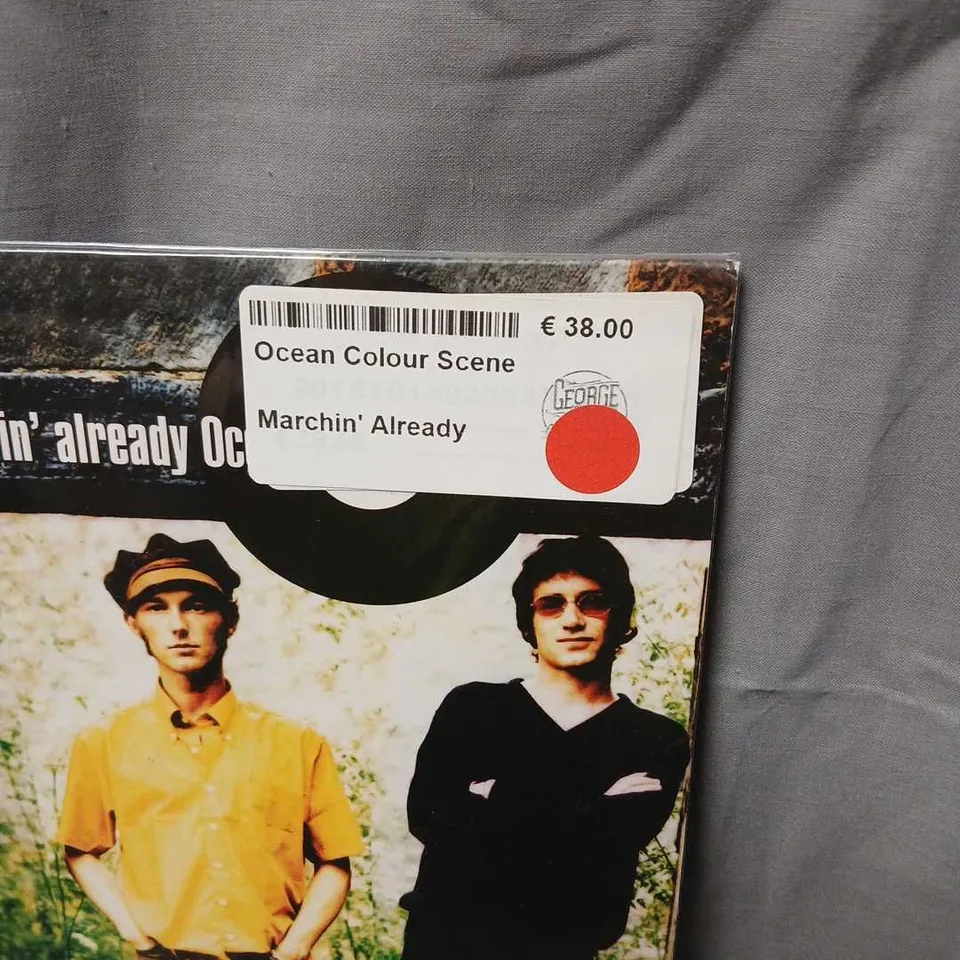 € 38.00
Ocean Colour Scene
GEORGE
Marchin' Already
in' already Oc